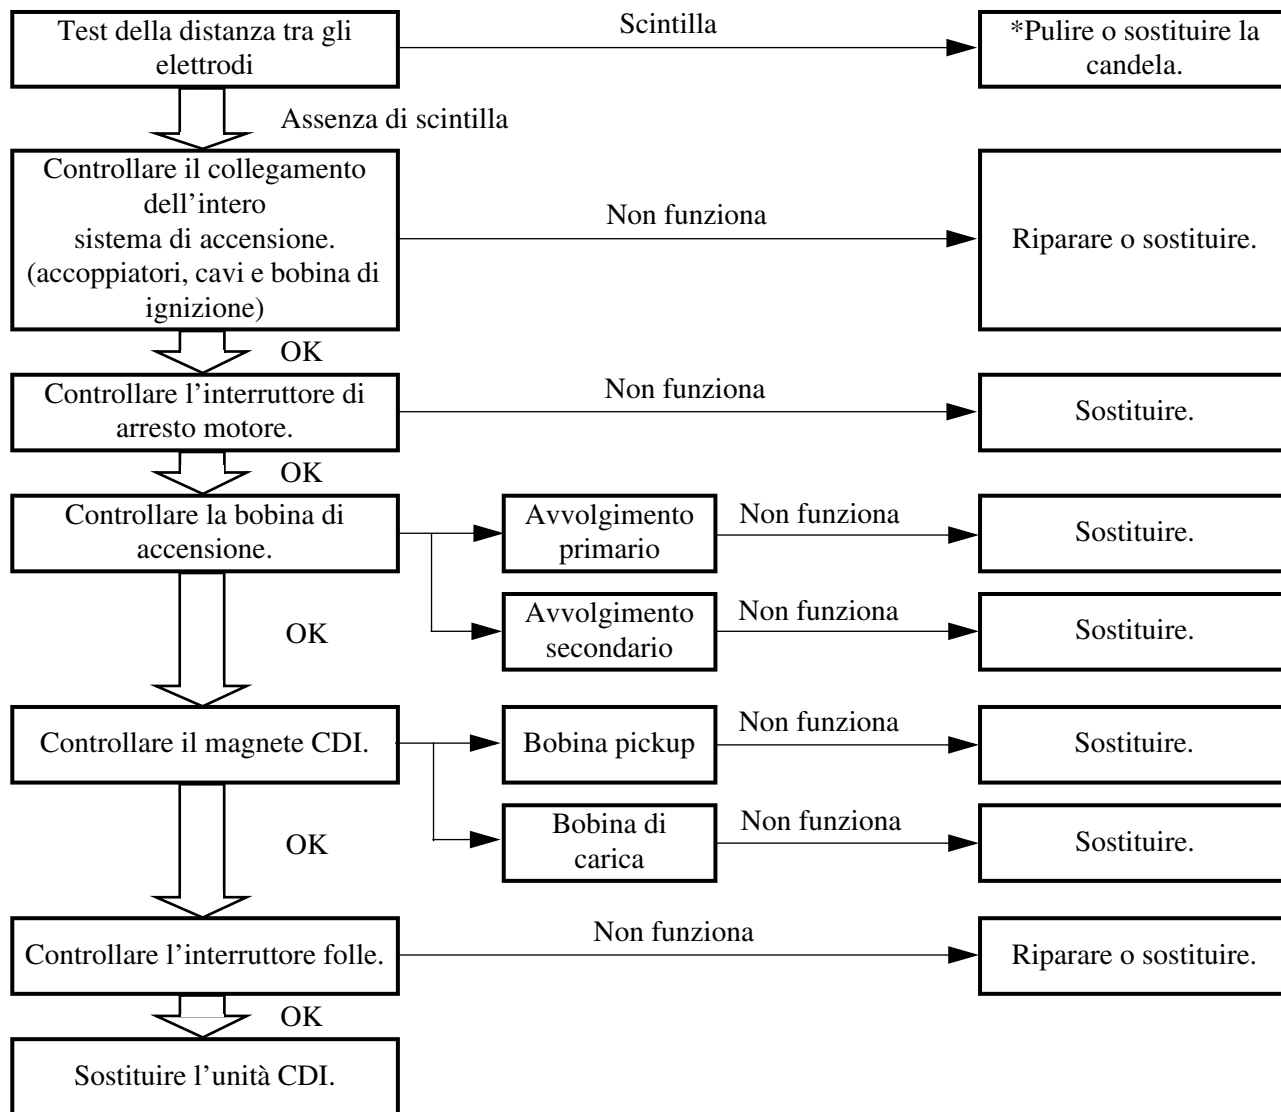 Test della distanza tra gli
elettrodi
Scintilla
*Pulire o sostituire la
candela.
Assenza di scintilla
Controllare il collegamento
dell’intero
sistema di accensione.
(accoppiatori, cavi e bobina di
ignizione)
Non funziona
Riparare o sostituire.
OK
Controllare l’interruttore di
arresto motore.
Non funziona
Sostituire.
OK
Controllare la bobina di
accensione.
Avvolgimento
primario
Non funziona
Sostituire.
Avvolgimento
secondario
Non funziona
Sostituire.
OK
Controllare il magnete CDI.
Bobina pickup
Non funziona
Sostituire.
Bobina di
carica
Non funziona
Sostituire.
OK
Controllare l’interruttore folle.
Non funziona
Riparare o sostituire.
OK
Sostituire l’unità CDI.